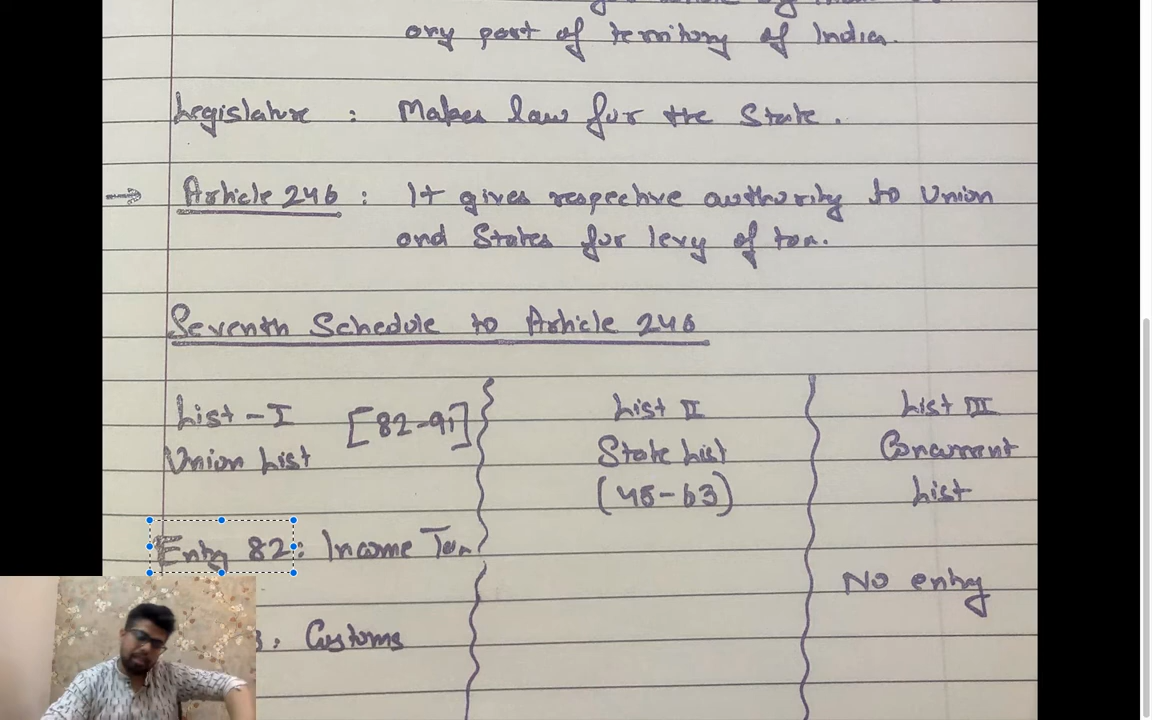 any part of territory of India.
Legislature : Makes law for the State.
→ Article 246 : It gives respective authority to Union
and States for levy of tax.
Seventh Schedule to Article 246
List - I [82-91] List II List III
Union List State List Concurrent
(45-63) List
Entry 82: Income Tax
No entry
3, Customs